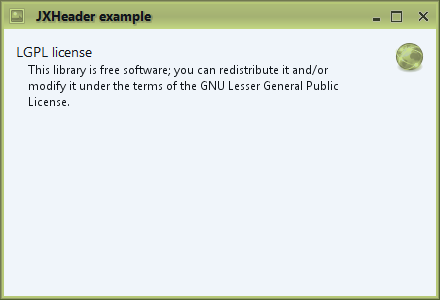 JXHeader example
LGPL license
This library is free software; you can redistribute it and/or
modify it under the terms of the GNU Lesser General Public
License.